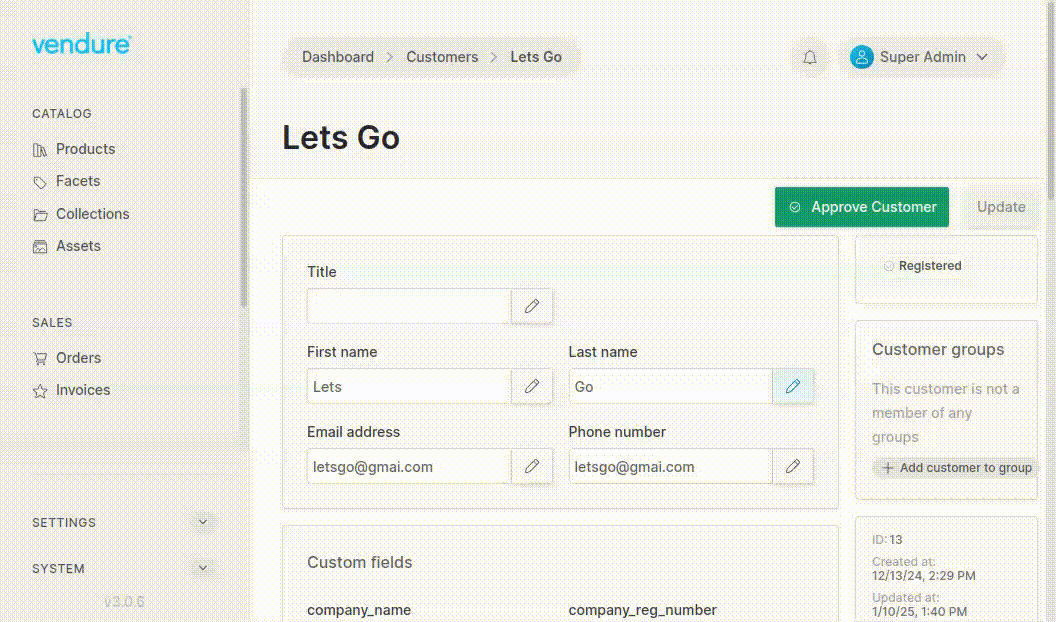 vendure
Dashboard > Customers > Lets Go
Super Admin
CATALOG
Products
Facets
Collections
Assets
SALES
Orders
Invoices
SETTINGS
SYSTEM
v3.0.6
Lets Go
Approve Customer
Update
Title
First name
Last name
Lets
Go
Email address
Phone number
letsgo@gmai.com
letsgo@gmai.com
Custom fields
company_name
company_reg_number
Registered
Customer groups
This customer is not a
member of any
groups
Add customer to group
ID: 13
Created at:
12/13/24, 2:29 PM
Updated at:
1/10/25, 1:40 PM